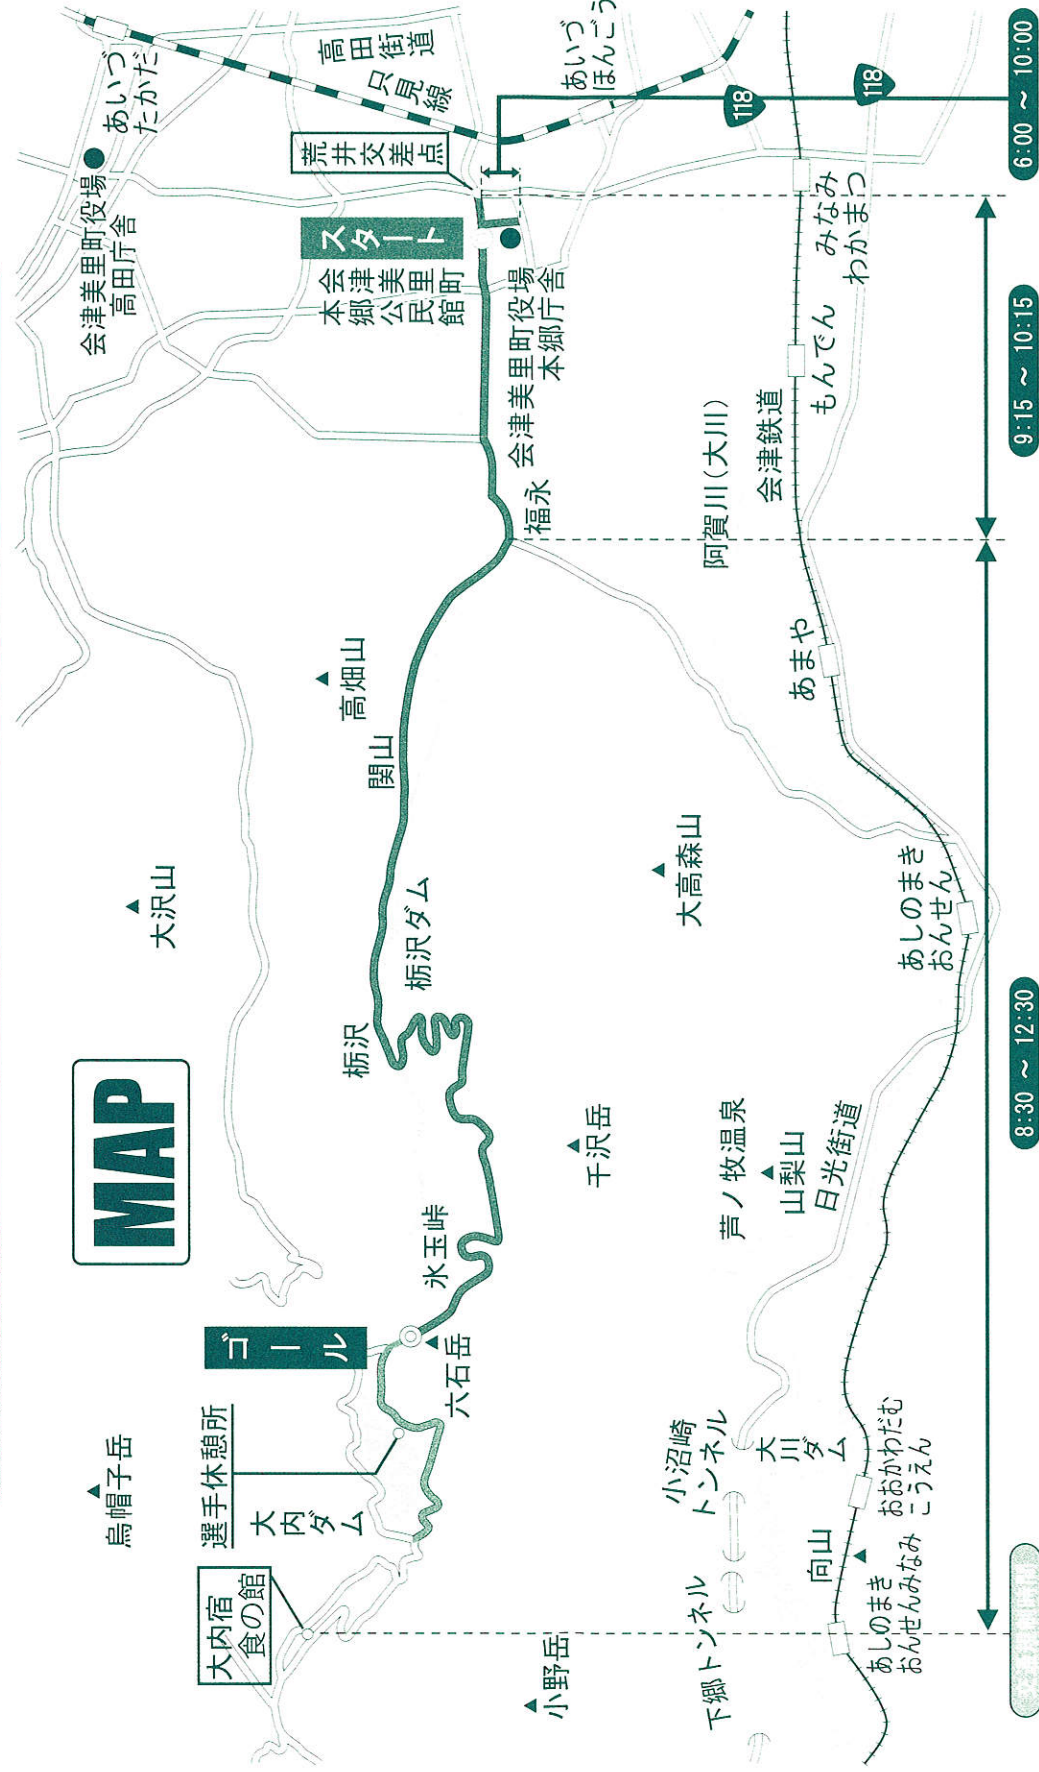 MAP
烏帽子岳
大沢山
会津美里町役場
高田庁舎
あいづ
たかだ
高田街道
只見線
荒井交差点
スタート
会津美里町
本郷公民館
会津美里町役場
本郷庁舎
あいづ
ほんごう
118
118
みなみ
わかまつ
もんでん
会津鉄道
阿賀川(大川)
福永
あまや
高畑山
関山
大高森山
あしのまき
おんせん
栃沢ダム
栃沢
千沢岳
芦ノ牧温泉
山梨山
日光街道
氷玉峠
ゴール
六石岳
選手休憩所
大内ダム
大内宿
食の館
小野岳
小沼崎
トンネル
大川
ダム
おおかわだむ
こうえん
向山
下郷トンネル
あしのまき
おんせんみなみ
8:30 ～ 12:30
9:15 ～ 10:15
6:00 ～ 10:00